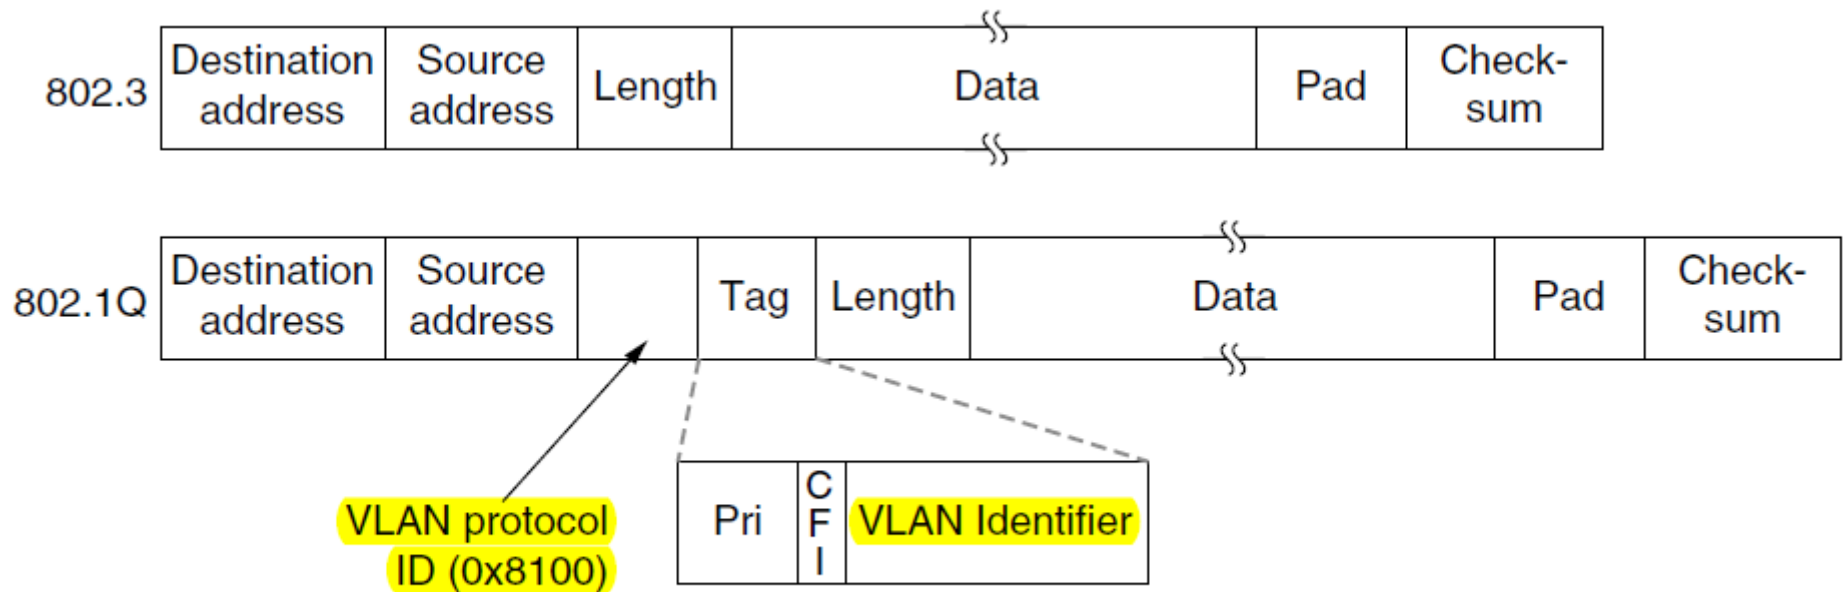 802.3
Destination
address
Source
address
Length
Data
Pad
Check-
sum
802.1Q
Destination
address
Source
address
Tag
Length
Data
Pad
Check-
sum
VLAN protocol
ID (0x8100)
Pri
C
F
I
VLAN Identifier